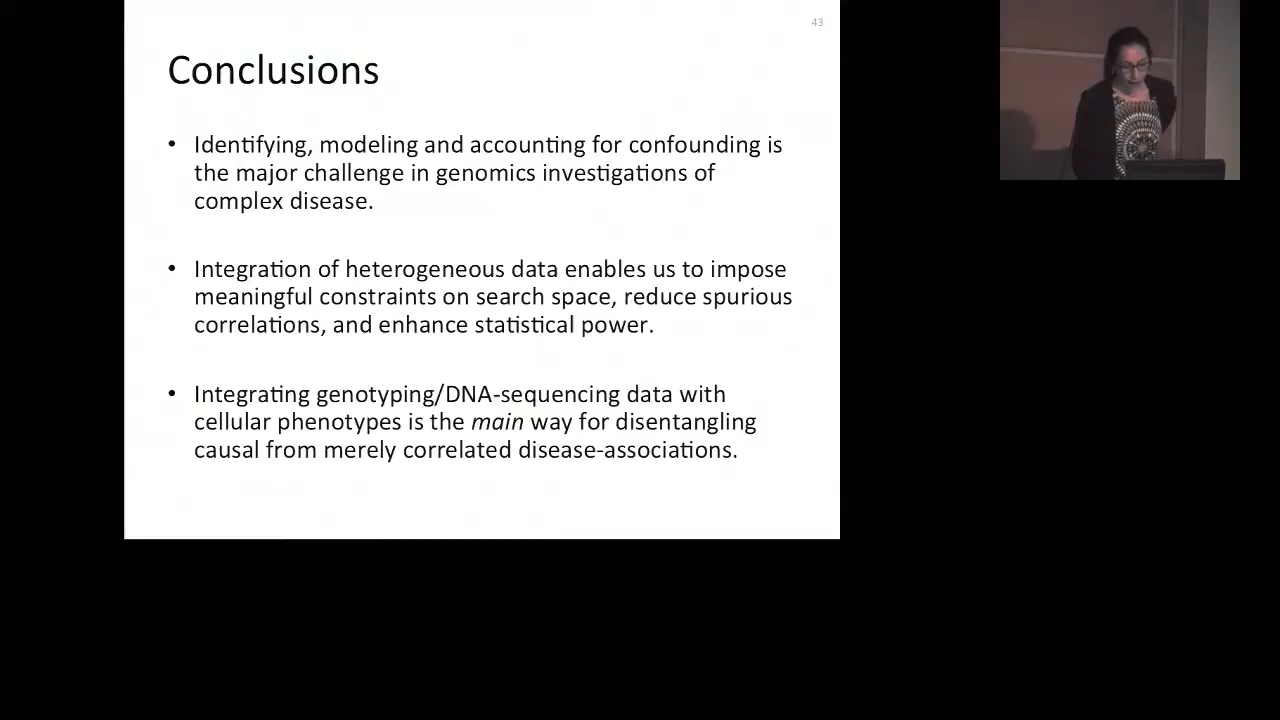 43
Conclusions
• Identifying, modeling and accounting for confounding is
the major challenge in genomics investigations of
complex disease.
• Integration of heterogeneous data enables us to impose
meaningful constraints on search space, reduce spurious
correlations, and enhance statistical power.
• Integrating genotyping/DNA-sequencing data with
cellular phenotypes is the main way for disentangling
causal from merely correlated disease-associations.